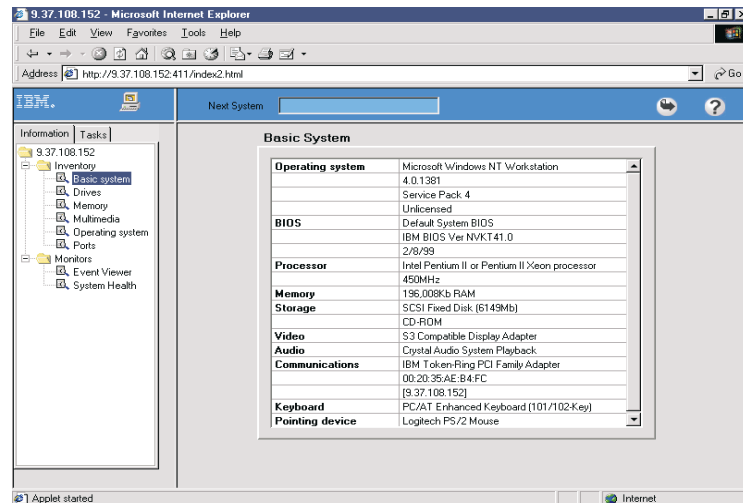 9.37.108.152 - Microsoft Internet Explorer
File Edit View Favorites Tools Help
Address http://9.37.108.152:411/index2.html Go
IBM. Next System ?
Information Tasks
9.37.108.152
Inventory
Basic system
Drives
Memory
Multimedia
Operating system
Ports
Monitors
Event Viewer
System Health
Basic System
Operating system Microsoft Windows NT Workstation
4.0.1381
Service Pack 4
Unlicensed
BIOS Default System BIOS
IBM BIOS Ver NVKT41.0
2/8/99
Processor Intel Pentium II or Pentium II Xeon processor
450MHz
Memory 196,008Kb RAM
Storage SCSI Fixed Disk (6149Mb)
CD-ROM
Video S3 Compatible Display Adapter
Audio Crystal Audio System Playback
Communications IBM Token-Ring PCI Family Adapter
00:20:35:AE:B4:FC
[9.37.108.152]
Keyboard PC/AT Enhanced Keyboard (101/102-Key)
Pointing device Logitech PS/2 Mouse
Applet started Internet